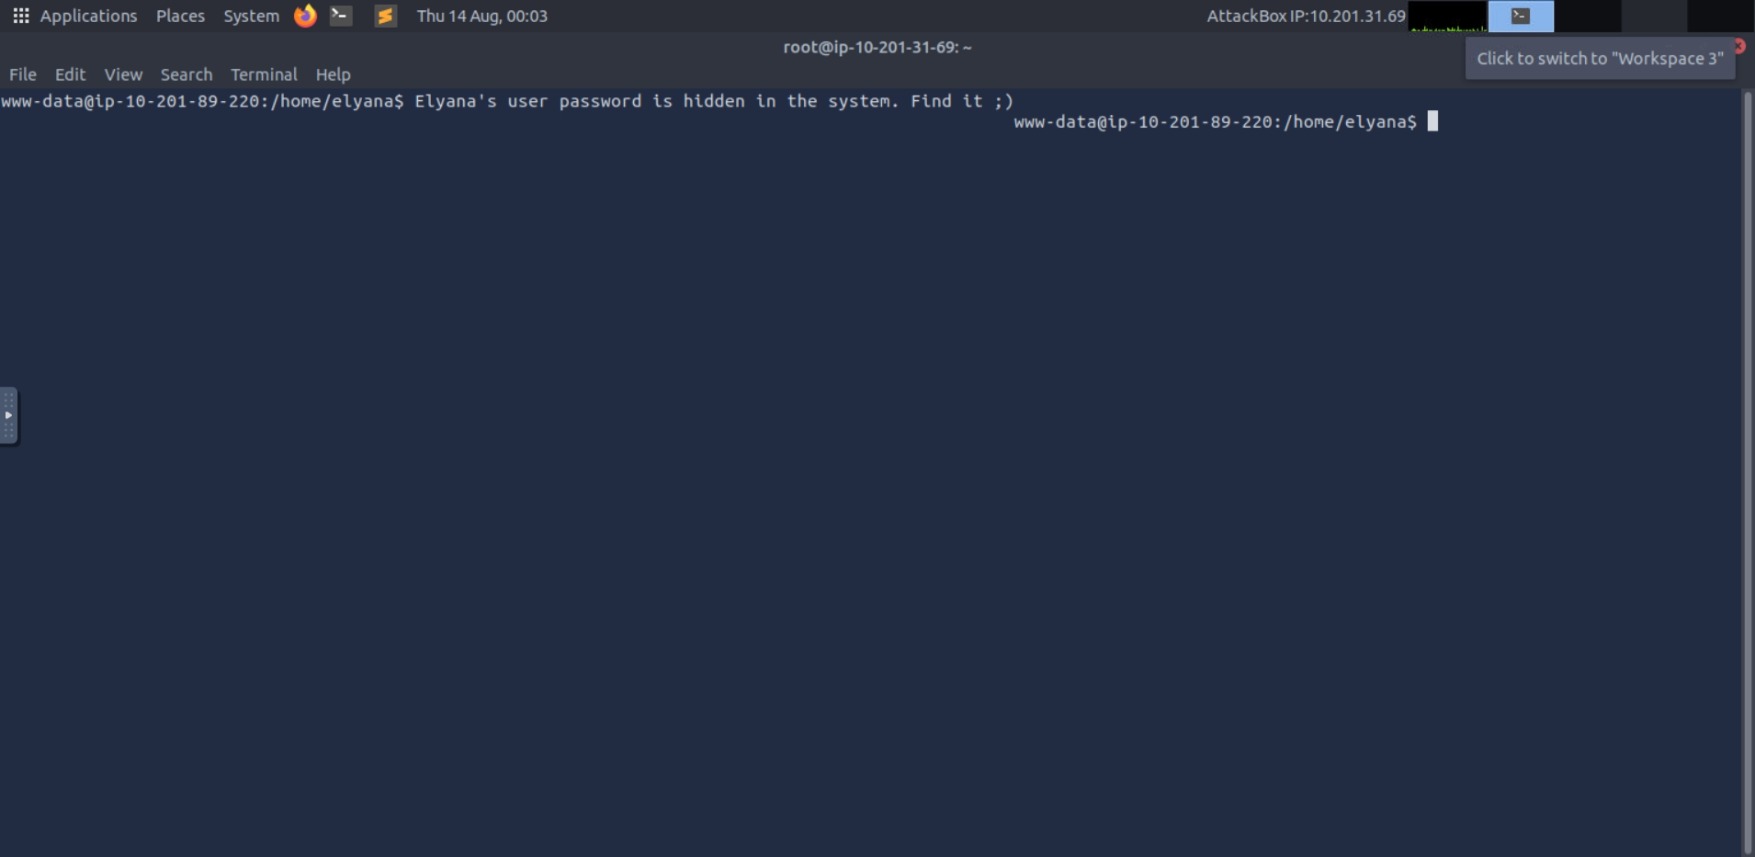 Applications Places System Thu 14 Aug, 00:03 AttackBox IP:10.201.31.69
root@ip-10-201-31-69: ~
Click to switch to "Workspace 3"
File Edit View Search Terminal Help
www-data@ip-10-201-89-220:/home/elyana$ Elyana's user password is hidden in the system. Find it ;)
www-data@ip-10-201-89-220:/home/elyana$